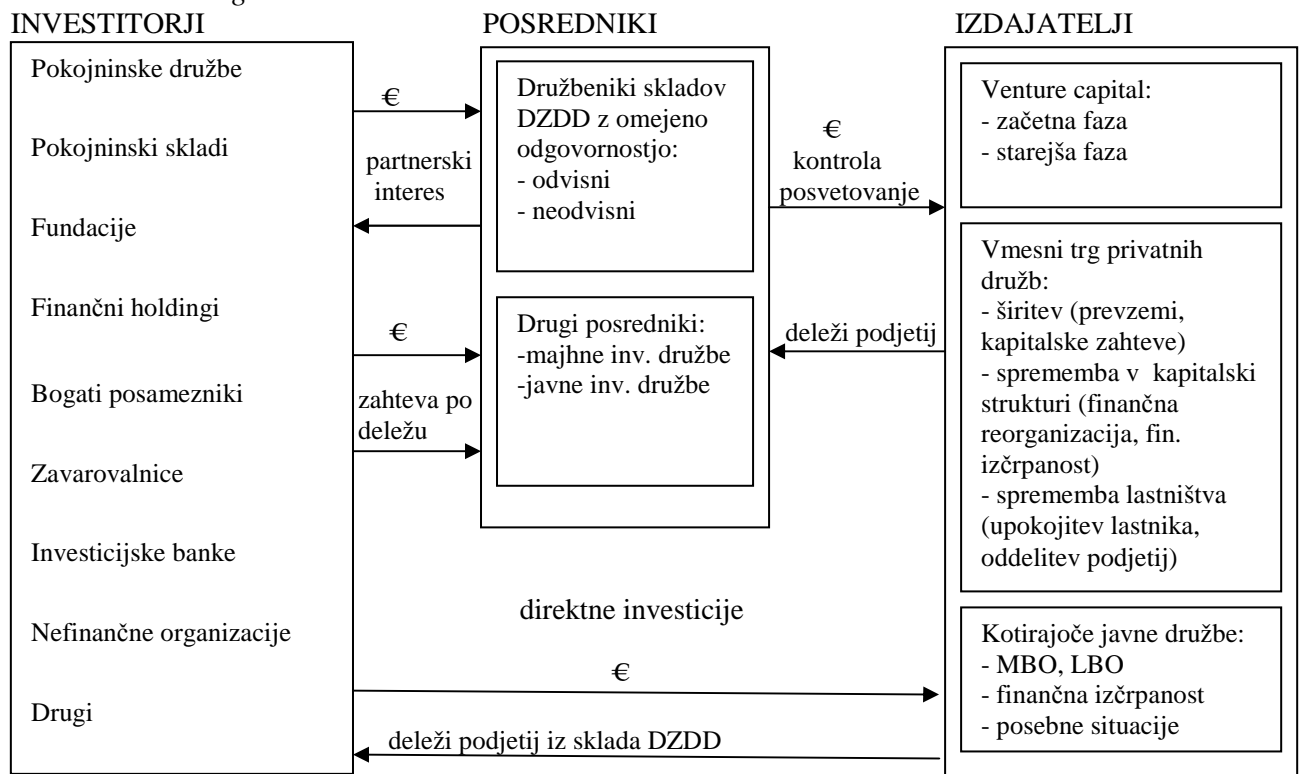 INVESTITORJI
Pokojninske družbe
Pokojninski skladi
Fundacije
Finančni holdingi
Bogati posamezniki
Zavarovalnice
Investicijske banke
Nefinančne organizacije
Drugi
€
partnerski
interes
€
zahteva po
deležu
POSREDNIKI
Družbeniki skladov
DZDD z omejeno
odgovornostjo:
- odvisni
- neodvisni
Drugi posredniki:
-majhne inv. družbe
-javne inv. družbe
€
kontrola
posvetovanje
deleži podjetij
direktne investicije
€
deleži podjetij iz sklada DZDD
IZDAJATELJI
Venture capital:
- začetna faza
- starejša faza
Vmesni trg privatnih
družb:
- širitev (prevzemi,
kapitalske zahteve)
- sprememba v kapitalski
strukturi (finančna
reorganizacija, fin.
izčrpanost)
- sprememba lastništva
(upokojitev lastnika,
oddelitev podjetij)
Kotirajoče javne družbe:
- MBO, LBO
- finančna izčrpanost
- posebne situacije